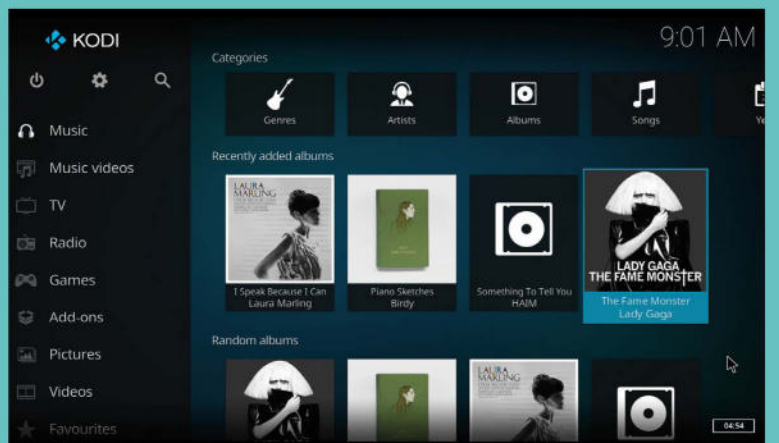 KODI
9:01 AM
Music
Music videos
TV
Radio
Games
Add-ons
Pictures
Videos
Favourites
Categories
Genres
Artists
Albums
Songs
Ye
Recently added albums
LAURA
MARLING
I Speak Because I Can
Laura Marling
Piano Sketches
Birdy
Something To Tell You
HAIM
LADY GAGA
THE FAME MONSTER
The Fame Monster
Lady Gaga
Random albums
LAURA
MARLING
04:54